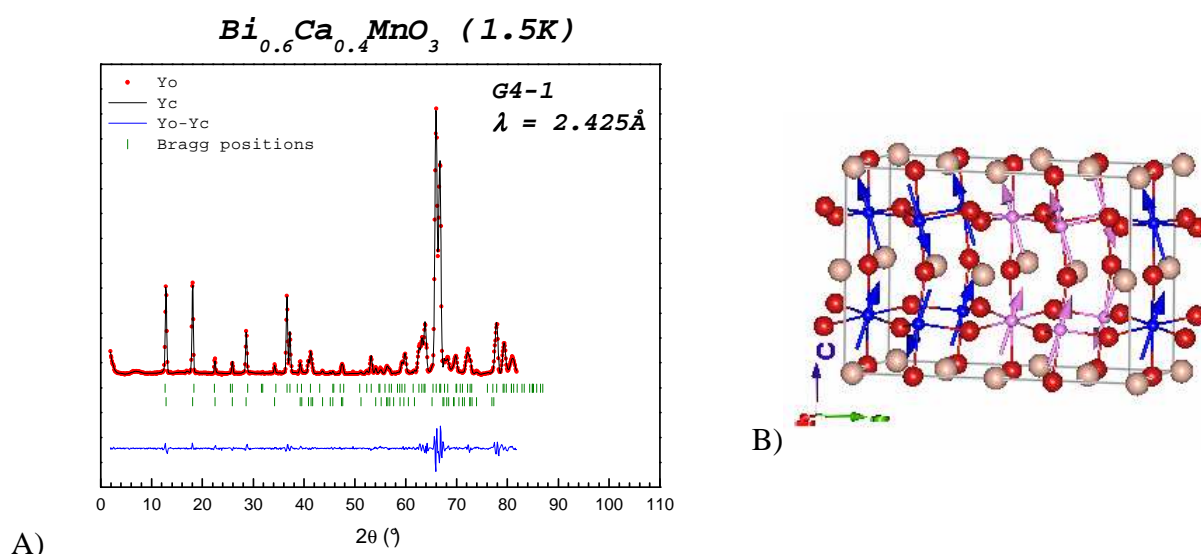 Bi0.6Ca0.4MnO3 (1.5K)
Yo
Yc
Yo-Yc
Bragg positions
G4-1
λ = 2.425Å
0 10 20 30 40 50 60 70 80 90 100 110
2θ (°)
A)
B)
C